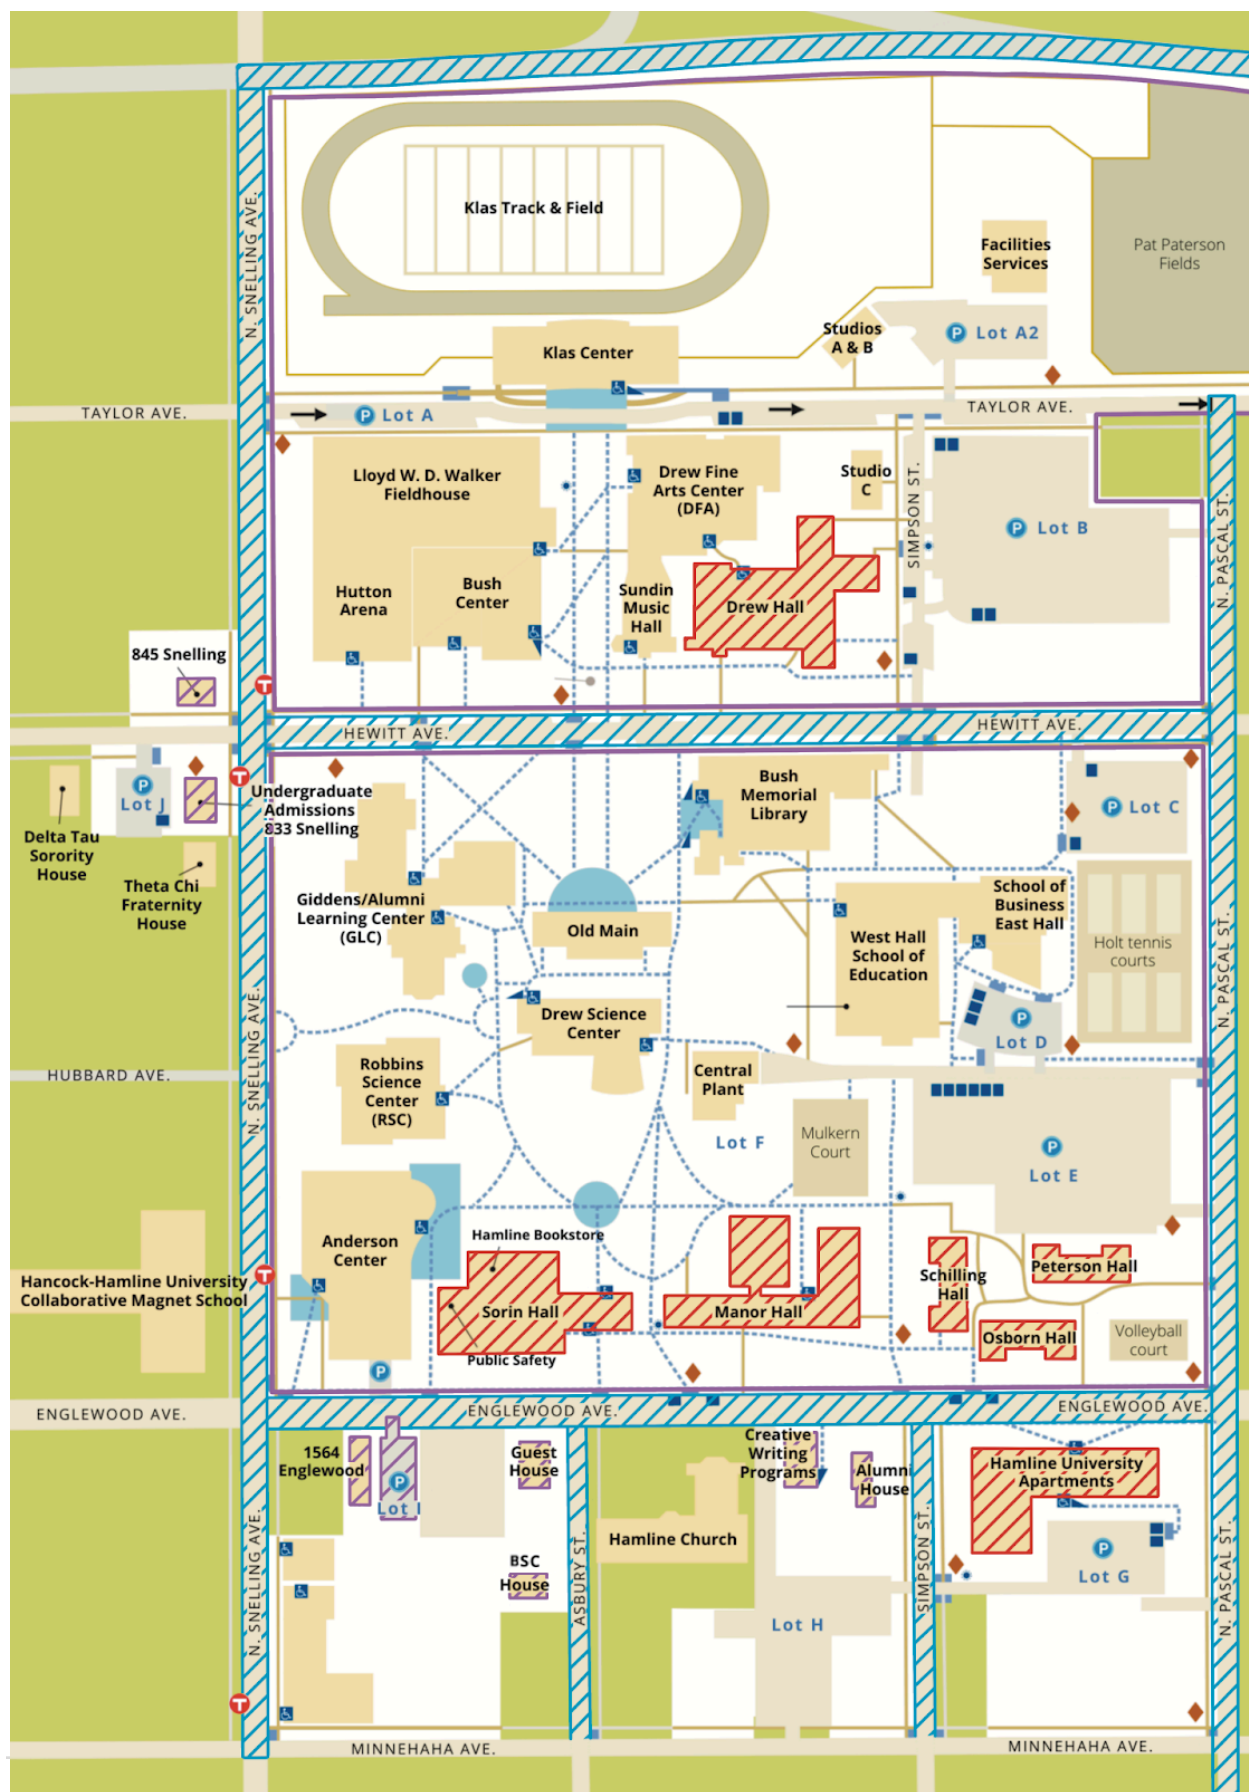 N. SNELLING AVE.
Klas Track & Field
Facilities
Services
Pat Paterson
Fields
Studios
A & B
P
Lot A2
Klas Center
TAYLOR AVE.
P
Lot A
TAYLOR AVE.
Lloyd W. D. Walker
Fieldhouse
Drew Fine
Arts Center
(DFA)
Studio
C
SIMPSON ST.
P
Lot B
N. PASCAL ST.
Hutton
Arena
Bush
Center
Sundin
Music
Hall
Drew Hall
845 Snelling
T
HEWITT AVE.
HEWITT AVE.
T
P
Lot J
Undergraduate
Admissions
833 Snelling
Bush
Memorial
Library
P
Lot C
Delta Tau
Sorority
House
Theta Chi
Fraternity
House
Giddens/Alumni
Learning Center
(GLC)
Old Main
West Hall
School of
Education
School of
Business
East Hall
Holt tennis
courts
N. PASCAL ST.
N. SNELLING AVE.
Drew Science
Center
P
Lot D
HUBBARD AVE.
Robbins
Science
Center
(RSC)
Central
Plant
Lot F
Mulkern
Court
P
Lot E
Anderson
Center
Hamline Bookstore
Hancock-Hamline University
Collaborative Magnet School
T
Sorin Hall
Public Safety
Manor Hall
Schilling
Hall
Peterson Hall
Osborn Hall
Volleyball
court
P
ENGLEWOOD AVE.
ENGLEWOOD AVE.
ENGLEWOOD AVE.
1564
Englewood
P
Lot I
Guest
House
Creative
Writing
Programs
Alumni
House
Hamline University
Apartments
N. SNELLING AVE.
BSC
House
ASBURY ST.
Hamline Church
SIMPSON ST.
P
Lot G
N. PASCAL ST.
Lot H
T
MINNEHAHA AVE.
MINNEHAHA AVE.